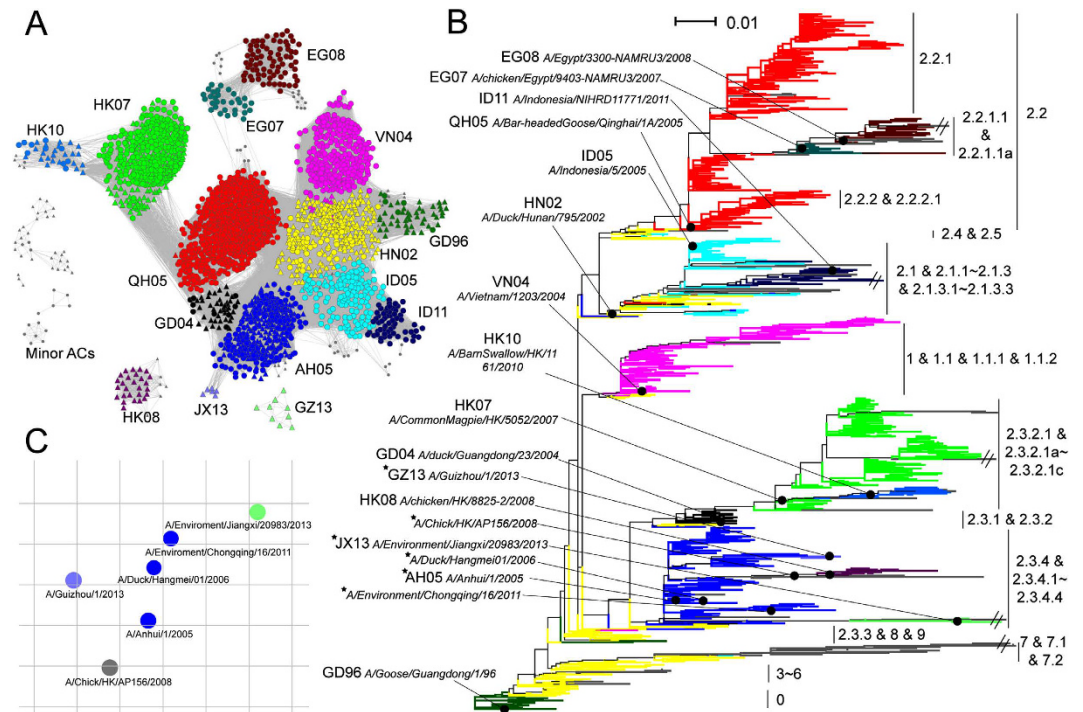 A
EG08
HK07
EG07
HK10
VN04
GD96
HN02
QH05
ID05
GD04
ID11
AH05
Minor ACs
HK08
JX13
GZ13
B
0.01
EG08 A/Egypt/3300-NAMRU3/2008
EG07 A/chicken/Egypt/9403-NAMRU3/2007
ID11 A/Indonesia/NIHRD11771/2011
QH05 A/Bar-headedGoose/Qinghai/1A/2005
ID05
A/Indonesia/5/2005
HN02
A/Duck/Hunan/795/2002
VN04
A/Vietnam/1203/2004
HK10
A/BarnSwallow/HK/11
61/2010
HK07
A/CommonMagpie/HK/5052/2007
GD04 A/duck/Guangdong/23/2004
*GZ13 A/Guizhou/1/2013
HK08 A/chicken/HK/8825-2/2008
*A/Chick/HK/AP156/2008
*JX13 A/Environment/Jiangxi/20983/2013
*A/Duck/Hangmei01/2006
*AH05 A/Anhui/1/2005
*A/Environment/Chongqing/16/2011
GD96 A/Goose/Guangdong/1/96
2.2.1
2.2
2.2.1.1
&
2.2.1.1a
2.2.2 & 2.2.2.1
2.4 & 2.5
2.1 & 2.1.1~2.1.3
& 2.1.3.1~2.1.3.3
1 & 1.1 & 1.1.1 & 1.1.2
2.3.2.1 &
2.3.2.1a~
2.3.2.1c
2.3.1 & 2.3.2
2.3.4 &
2.3.4.1~
2.3.4.4
2.3.3 & 8 & 9
7 & 7.1
& 7.2
3~6
0
C
A/Enviroment/Jiangxi/20983/2013
A/Enviroment/Chongqing/16/2011
A/Duck/Hangmei/01/2006
A/Guizhou/1/2013
A/Anhui/1/2005
A/Chick/HK/AP156/2008